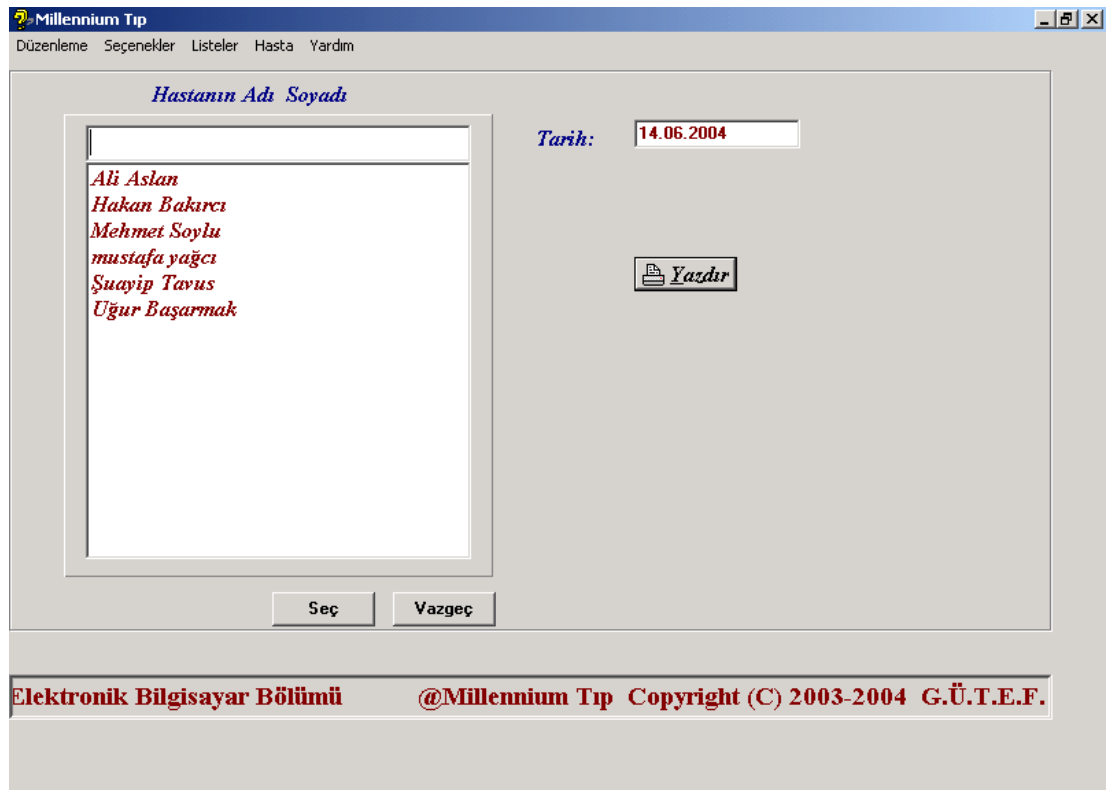 Millennium Tıp
Düzenleme Seçenekler Listeler Hasta Yardım
Hastanın Adı Soyadı
Tarih: 14.06.2004
Ali Aslan
Hakan Bakırcı
Mehmet Soylu
mustafa yağcı
Şuayip Tavus
Uğur Başarmak
Yazdır
Seç Vazgeç
Elektronik Bilgisayar Bölümü @Millennium Tıp Copyright (C) 2003-2004 G.Ü.T.E.F.